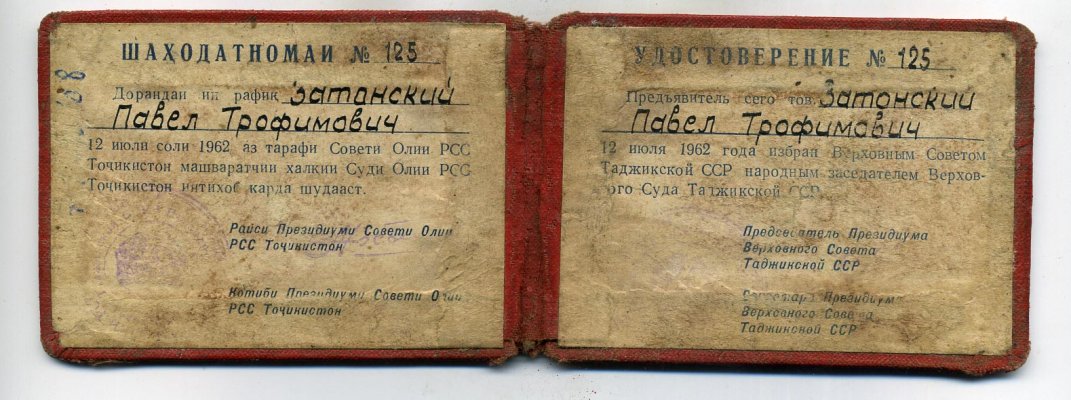 ШАҲОДАТНОМАИ № 125
Дорандаи ин рафик Затонский
Павел Трофимович
12 июли соли 1962 аз тарафи Совети Олии РСС
Тоҷикистон машваратчии халкии Суди Олии РСС
Тоҷикистон интихоб карда шудааст.
Раиси Президиуми Совети Олии
РСС Тоҷикистон
Котиби Президиуми Совети Олии
РСС Тоҷикистон
УДОСТОВЕРЕНИЕ № 125
Предъявитель сего тов. Затонский
Павел Трофимович
12 июля 1962 года избран Верховным Советом
Таджикской ССР народным заседателем Верхов-
ного Суда Таджикской ССР.
Председатель Президиума
Верховного Совета
Таджикской ССР
Секретарь Президиума
Верховного Совета
Таджикской ССР